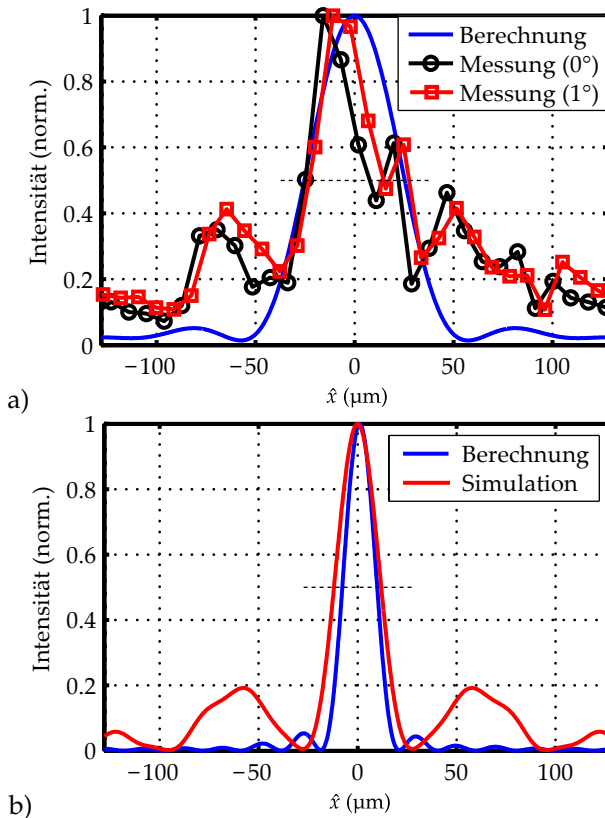 1
0.8
0.6
0.4
0.2
0
Intensität (norm.)
Berechnung
Messung (0°)
Messung (1°)
−100
−50
0
50
100
x̂ (µm)
a)
1
0.8
0.6
0.4
0.2
0
Intensität (norm.)
Berechnung
Simulation
−100
−50
0
50
100
x̂ (µm)
b)